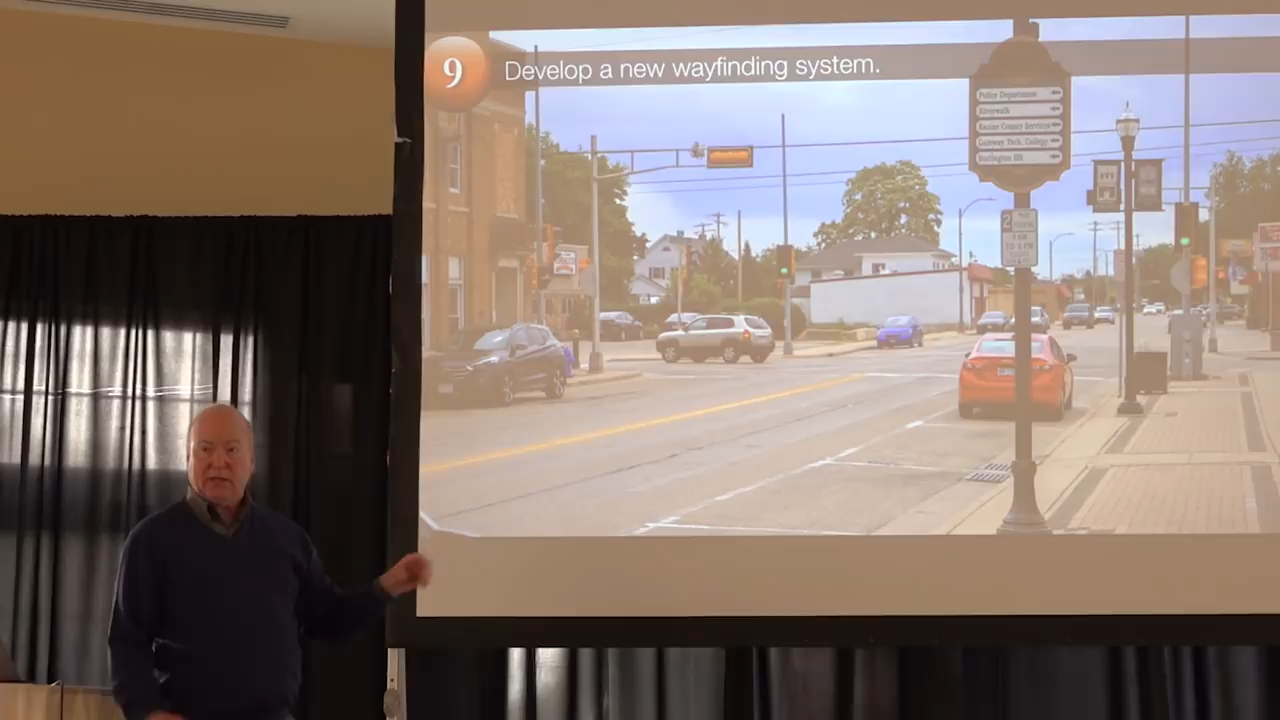 9 Develop a new wayfinding system.
Police Department
Riverwalk
Racine County Services
Gateway Tech. College
Burlington HS
2
9 AM
TO 6 PM